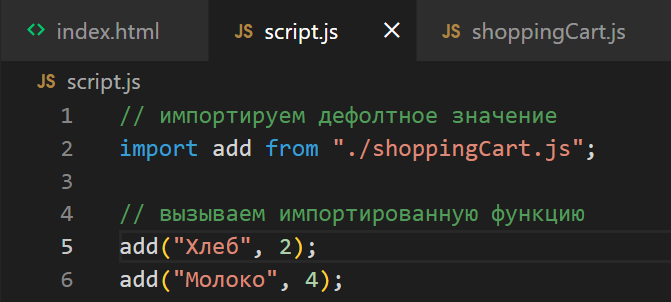 <> index.html JS script.js × JS shoppingCart.js
JS script.js
1 // импортируем дефолтное значение
2 import add from "./shoppingCart.js";
3
4 // вызываем импортированную функцию
5 add("Хлеб", 2);
6 add("Молоко", 4);